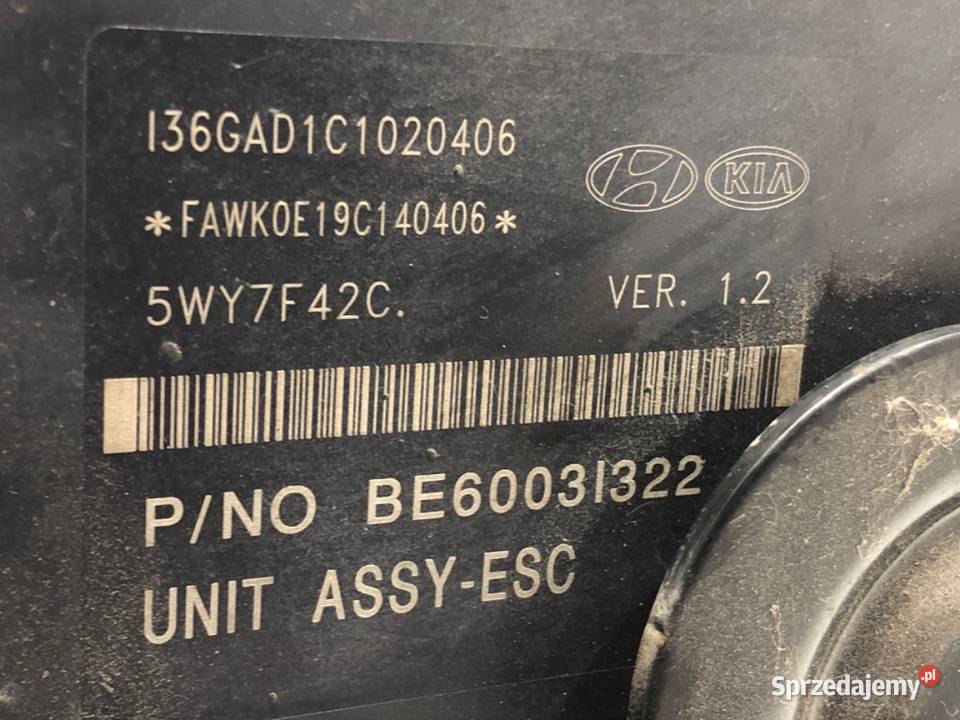 I36GAD1C1020406
*FAWK0E19C140406*
KIA
5WY7F42C.
VER. 1.2
P/NO BE6003I322
UNIT ASSY-ESC
Sprzedajemy.pl